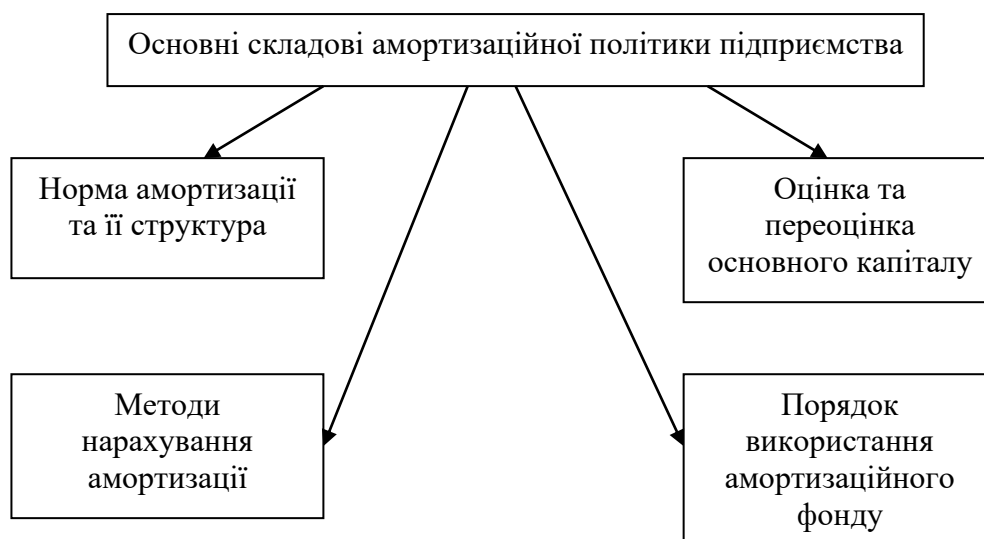 Основні складові амортизаційної політики підприємства
Норма амортизації
та її структура
Оцінка та
переоцінка
основного капіталу
Методи
нарахування
амортизації
Порядок
використання
амортизаційного
фонду